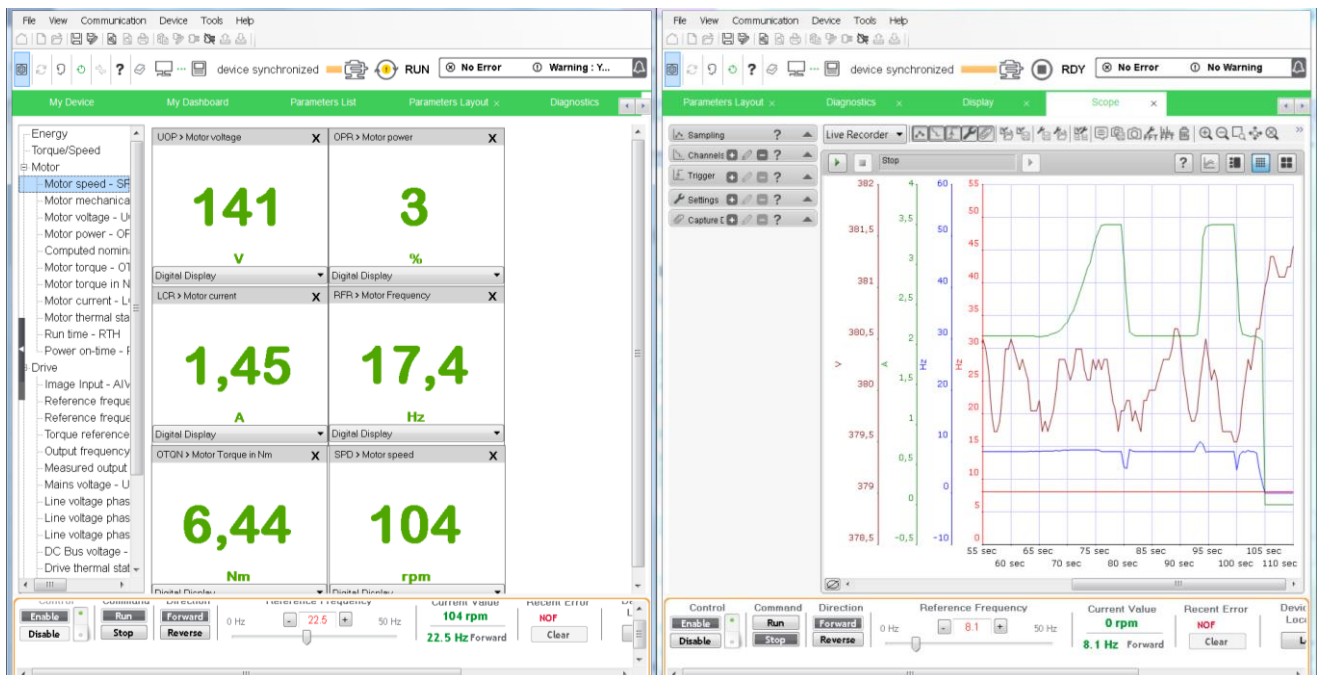 File View Communication Device Tools Help
device synchronized RUN No Error Warning : Y...
My Device My Dashboard Parameters List Parameters Layout × Diagnostics
Energy
Torque/Speed
Motor
Motor speed - SP
Motor mechanica
Motor voltage - U
Motor power - OP
Computed nomin
Motor torque - OT
Motor torque in N
Motor current - L
Motor thermal sta
Run time - RTH
Power on-time - P
Drive
Image Input - AIV
Reference freque
Reference freque
Torque reference
Output frequency
Measured output
Mains voltage - U
Line voltage phas
Line voltage phas
Line voltage phas
DC Bus voltage -
Drive thermal stat
UOP > Motor voltage X
141
V
Digital Display
OPR > Motor power X
3
%
Digital Display
LCR > Motor current X
1,45
A
Digital Display
RFR > Motor Frequency X
17,4
Hz
Digital Display
OTQN > Motor Torque in Nm X
6,44
Nm
Digital Display
SPD > Motor speed X
104
rpm
Digital Display
Control Command Direction Reference Frequency Current Value Recent Error
Enable Run Forward 0 Hz - 22.5 + 50 Hz 104 rpm NOF
Disable Stop Reverse 22.5 Hz Forward Clear
File View Communication Device Tools Help
device synchronized RDY No Error No Warning
Parameters Layout × Diagnostics × Display × Scope ×
Sampling ?
Channels ?
Trigger ?
Settings ?
Capture ?
Live Recorder
Stop ?
382 4 60 55
50
381,5 3,5 50
45
381 3 40 40
2,5 35
380,5 2 30 30
V A Hz Hz
380 1,5 20 25
20
379,5 1 10 15
0,5
379 0 0 10
5
378,5 -0,5 -10 0
55 sec 65 sec 75 sec 85 sec 95 sec 105 sec
60 sec 70 sec 80 sec 90 sec 100 sec 110 sec
Control Command Direction Reference Frequency Current Value Recent Error Devic
Enable Run Forward 0 Hz - 8.1 + 50 Hz 0 rpm NOF Loc
Disable Stop Reverse 8.1 Hz Forward Clear L